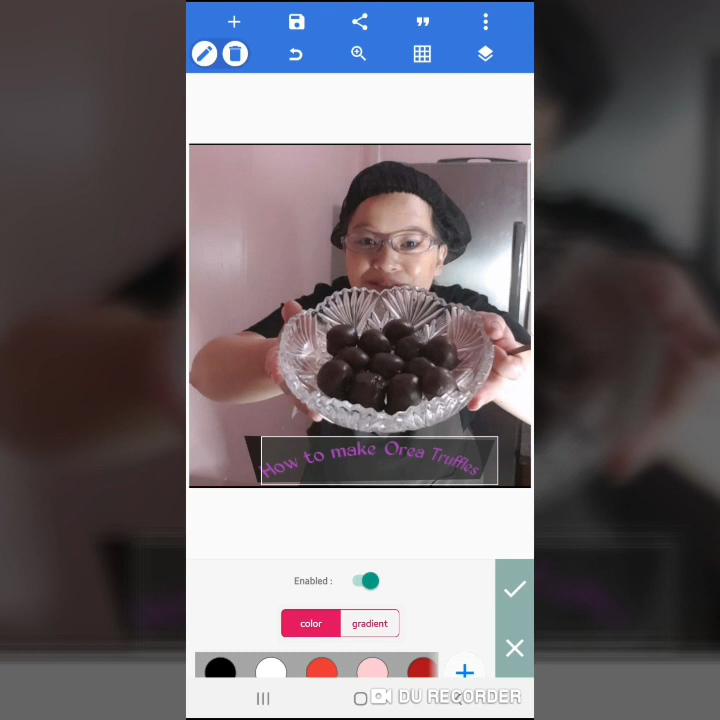 How to make Orea Truffles
Enabled :
color
gradient
DU RECORDER